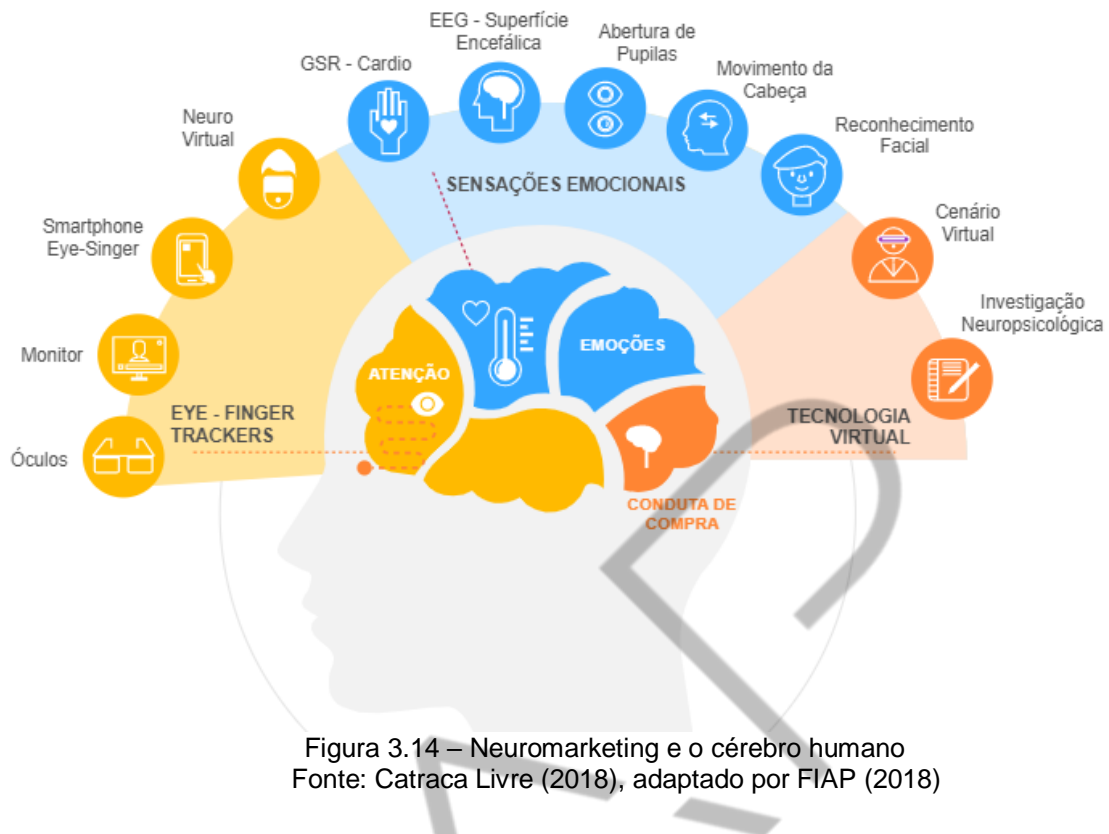 EEG - Superfície
Encefálica
Abertura de
Pupilas
GSR - Cardio
Movimento da
Cabeça
Neuro
Virtual
Reconhecimento
Facial
SENSAÇÕES EMOCIONAIS
Smartphone
Eye-Singer
Cenário
Virtual
Investigação
Neuropsicológica
Monitor
EMOÇÕES
ATENÇÃO
EYE - FINGER
TRACKERS
TECNOLOGIA
VIRTUAL
Óculos
CONDUTA DE
COMPRA
Figura 3.14 – Neuromarketing e o cérebro humano
Fonte: Catraca Livre (2018), adaptado por FIAP (2018)